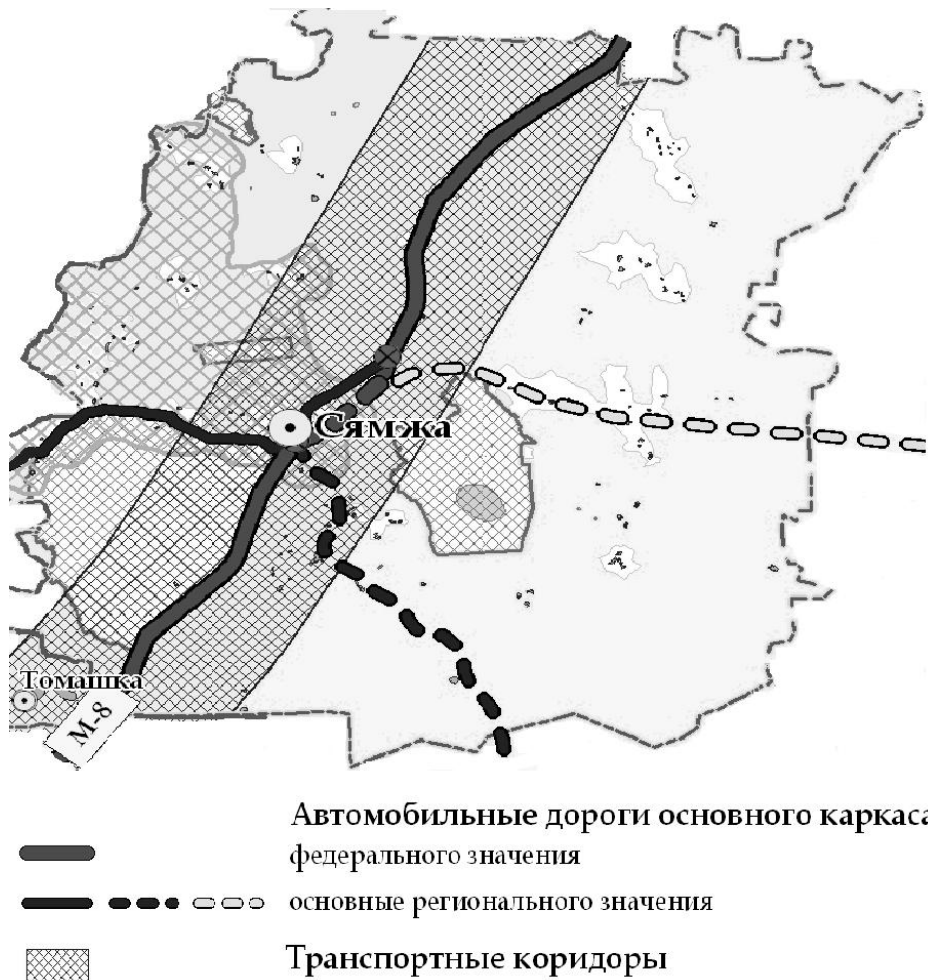 Сямжа
Томашка
М-8
Автомобильные дороги основного каркаса
федерального значения
основные регионального значения
Транспортные коридоры